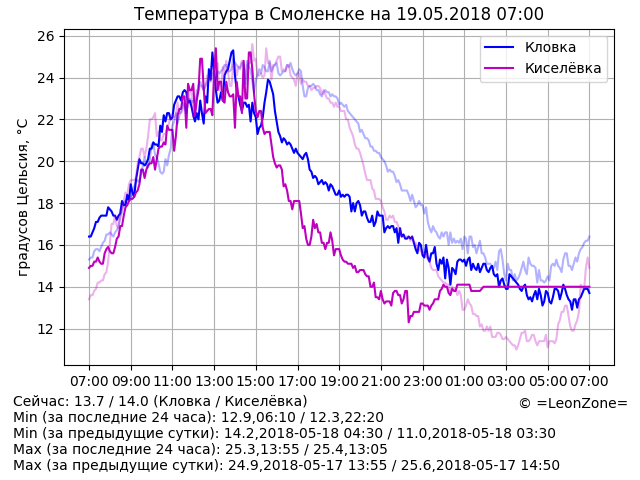 Температура в Смоленске на 19.05.2018 07:00
Кловка
Киселёвка
градусов Цельсия, °C
26
24
22
20
18
16
14
12
07:00 09:00 11:00 13:00 15:00 17:00 19:00 21:00 23:00 01:00 03:00 05:00 07:00
Сейчас: 13.7 / 14.0 (Кловка / Киселёвка)
© =LeonZone=
Min (за последние 24 часа): 12.9,06:10 / 12.3,22:20
Min (за предыдущие сутки): 14.2,2018-05-18 04:30 / 11.0,2018-05-18 03:30
Max (за последние 24 часа): 25.3,13:55 / 25.4,13:05
Max (за предыдущие сутки): 24.9,2018-05-17 13:55 / 25.6,2018-05-17 14:50